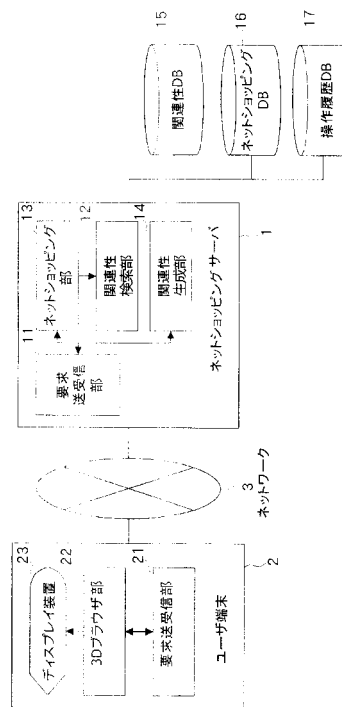 23
ディスプレイ装置
22
3Dブラウザ部
21
要求送受信部
2
ユーザ端末
3
ネットワーク
11
要求
送受信
部
13
ネットショッピング
部
12
関連性
検索部
14
関連性
生成部
1
ネットショッピングサーバ
15
関連性DB
16
ネットショッピング
DB
17
操作履歴DB